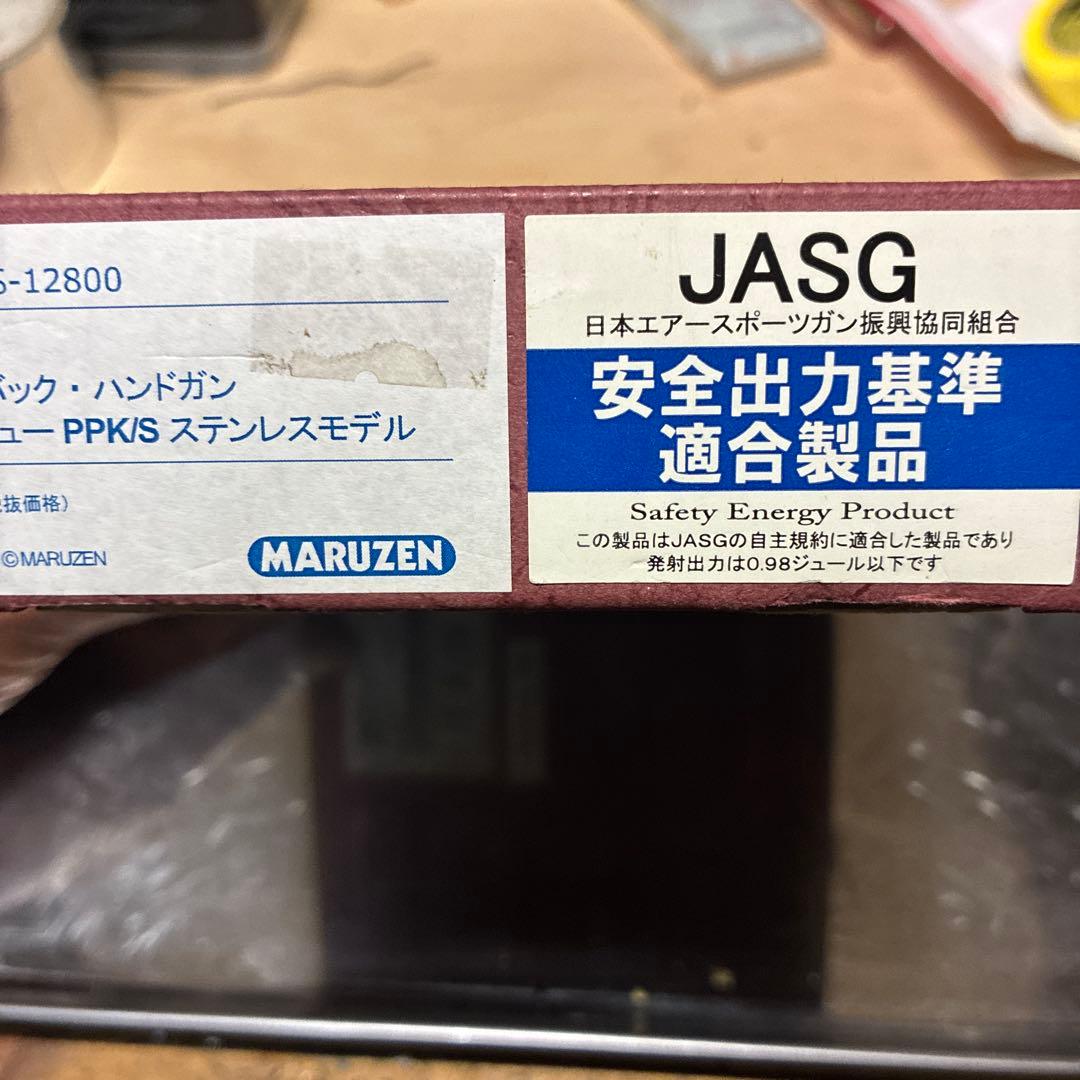 S-12800
バック・ハンドガン
ュー PPK/S ステンレスモデル
抜価格)
©MARUZEN
MARUZEN
JASG
日本エアースポーツガン振興協同組合
安全出力基準
適合製品
Safety Energy Product
この製品はJASGの自主規約に適合した製品であり
発射出力は0.98ジュール以下です